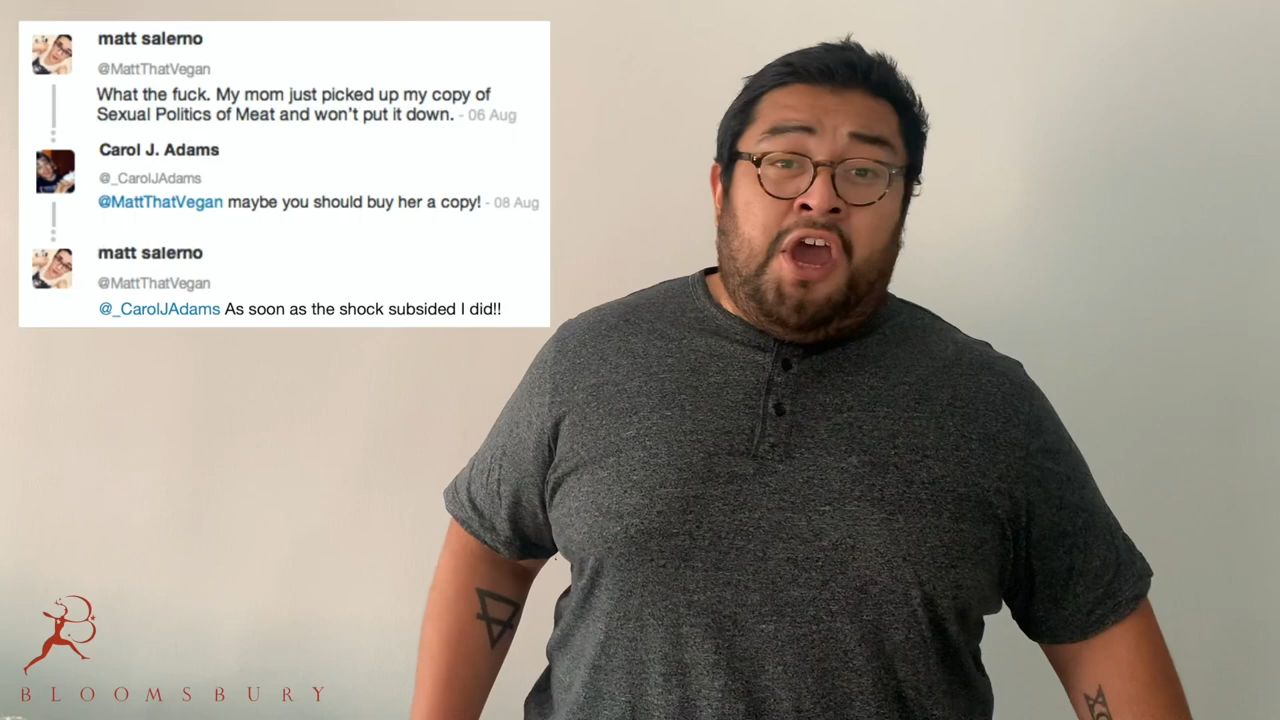 matt salerno
@MattThatVegan
What the fuck. My mom just picked up my copy of
Sexual Politics of Meat and won't put it down. - 06 Aug
Carol J. Adams
@_CarolJAdams
@MattThatVegan maybe you should buy her a copy! - 08 Aug
matt salerno
@MattThatVegan
@_CarolJAdams As soon as the shock subsided I did!!
BLOOMSBURY